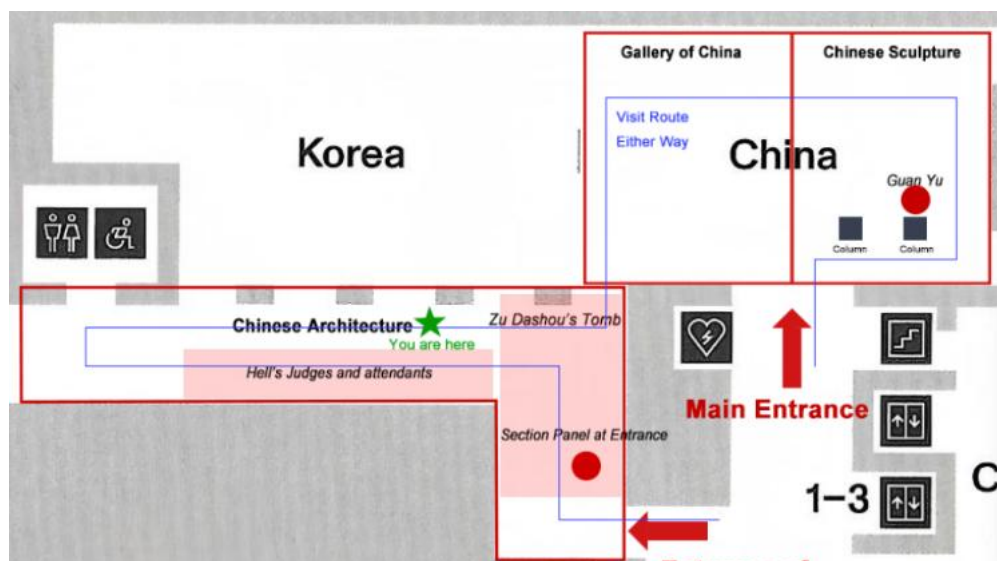 Gallery of China
Chinese Sculpture
Visit Route
Either Way
Korea
China
Guan Yu
Column
Column
Chinese Architecture
Zu Dashou's Tomb
You are here
Hell's Judges and attendants
Main Entrance
Section Panel at Entrance
1-3
C